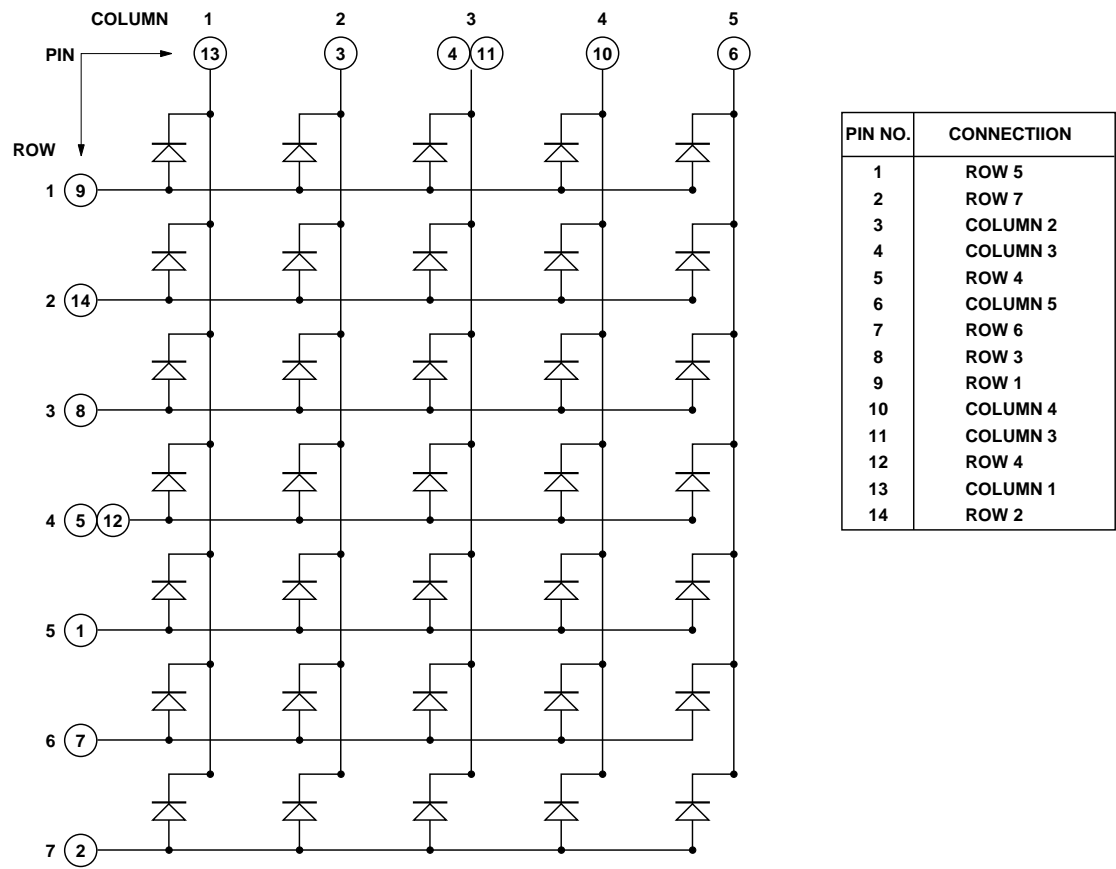 COLUMN 1 2 3 4 5
PIN 13 3 4 11 10 6
ROW
1 9
2 14
3 8
4 5 12
5 1
6 7
7 2
PIN NO. CONNECTIION
1 ROW 5
2 ROW 7
3 COLUMN 2
4 COLUMN 3
5 ROW 4
6 COLUMN 5
7 ROW 6
8 ROW 3
9 ROW 1
10 COLUMN 4
11 COLUMN 3
12 ROW 4
13 COLUMN 1
14 ROW 2